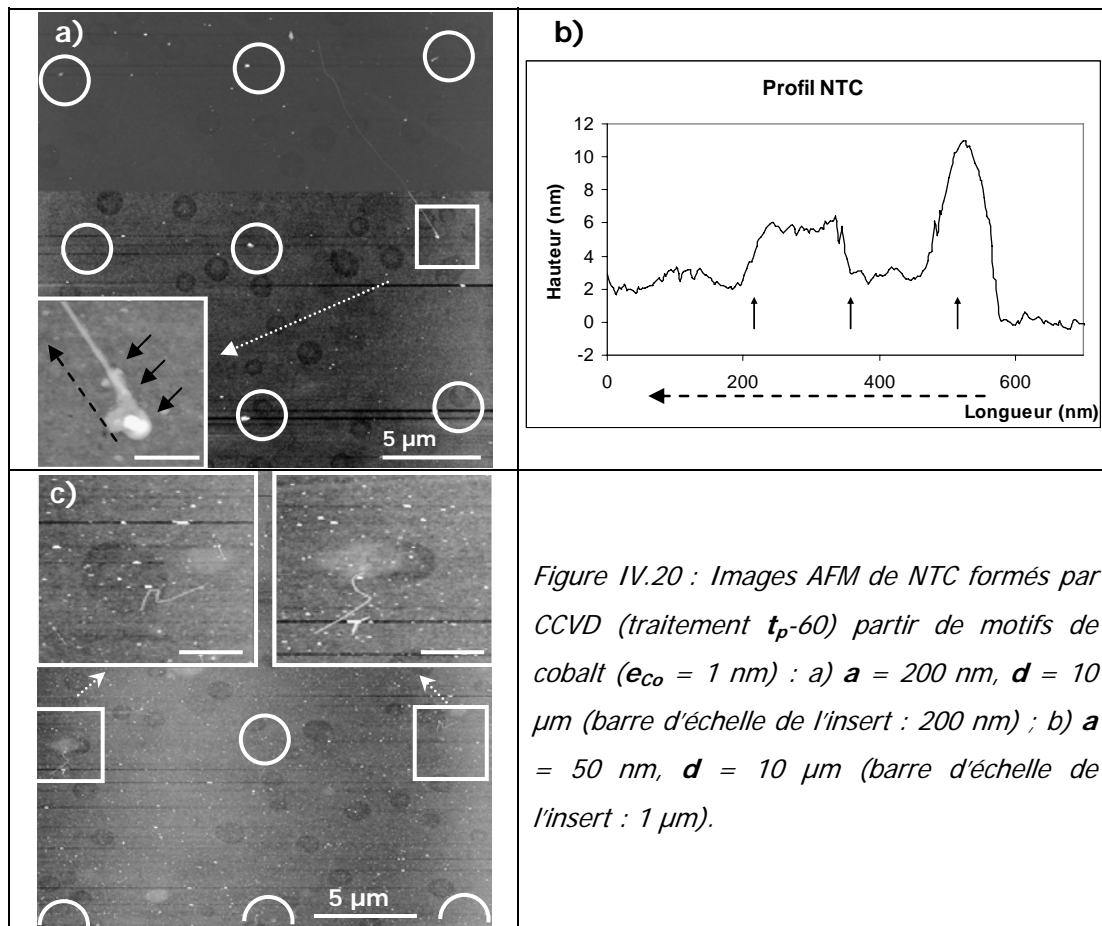 a)
5 µm
b)
Profil NTC
12
10
8
6
4
2
0
-2
Hauteur (nm)
0
200
400
600
Longueur (nm)
c)
5 µm
Figure IV.20 : Images AFM de NTC formés par
CCVD (traitement tp-60) partir de motifs de
cobalt (eCo = 1 nm) : a) a = 200 nm, d = 10
µm (barre d'échelle de l'insert : 200 nm) ; b) a
= 50 nm, d = 10 µm (barre d'échelle de
l'insert : 1 µm).